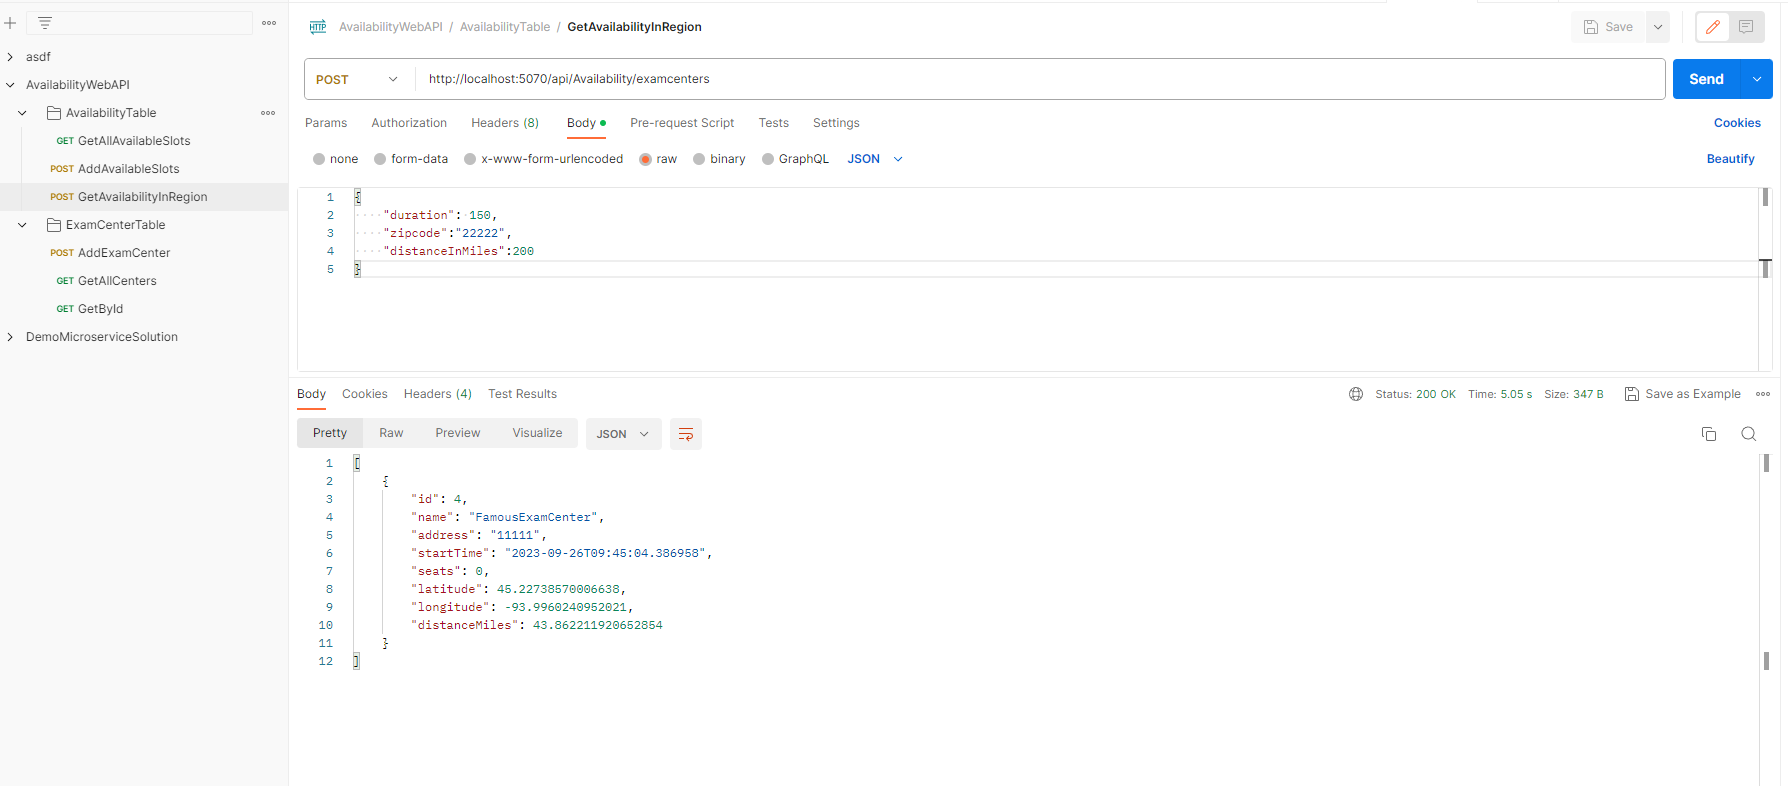 asdf
AvailabilityWebAPI
AvailabilityTable
GET GetAllAvailableSlots
POST AddAvailableSlots
POST GetAvailabilityInRegion
ExamCenterTable
POST AddExamCenter
GET GetAllCenters
GET GetById
DemoMicroserviceSolution
HTTP AvailabilityWebAPI / AvailabilityTable / GetAvailabilityInRegion
Save
POST http://localhost:5070/api/Availability/examcenters
Send
Params Authorization Headers (8) Body Pre-request Script Tests Settings
Cookies
none form-data x-www-form-urlencoded raw binary GraphQL JSON
Beautify
1 {
2 "duration": 150,
3 "zipcode":"22222",
4 "distanceInMiles":200
5 }
Body Cookies Headers (4) Test Results
Status: 200 OK Time: 5.05 s Size: 347 B Save as Example
Pretty Raw Preview Visualize JSON
1 [
2 {
3 "id": 4,
4 "name": "FamousExamCenter",
5 "address": "11111",
6 "startTime": "2023-09-26T09:45:04.386958",
7 "seats": 0,
8 "latitude": 45.22738570006638,
9 "longitude": -93.9960240952021,
10 "distanceMiles": 43.862211920652854
11 }
12 ]